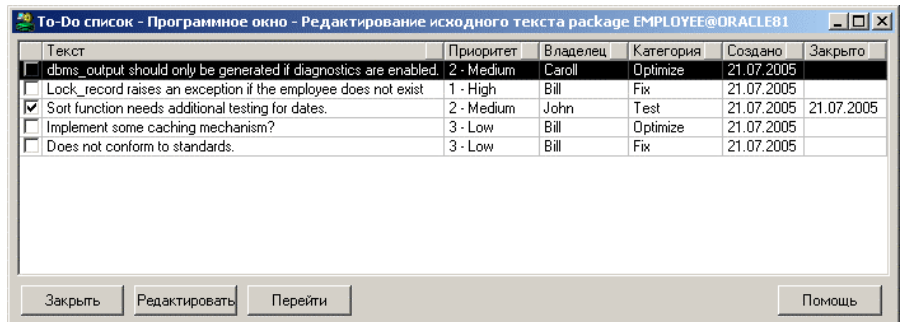 To-Do список - Программное окно - Редактирование исходного текста package EMPLOYEE@ORACLE81
Текст Приоритет Владелец Категория Создано Закрыто
dbms_output should only be generated if diagnostics are enabled. 2 - Medium Caroll Optimize 21.07.2005
Lock_record raises an exception if the employee does not exist 1 - High Bill Fix 21.07.2005
Sort function needs additional testing for dates. 2 - Medium John Test 21.07.2005 21.07.2005
Implement some caching mechanism? 3 - Low Bill Optimize 21.07.2005
Does not conform to standards. 3 - Low Bill Fix 21.07.2005
Закрыть Редактировать Перейти Помощь